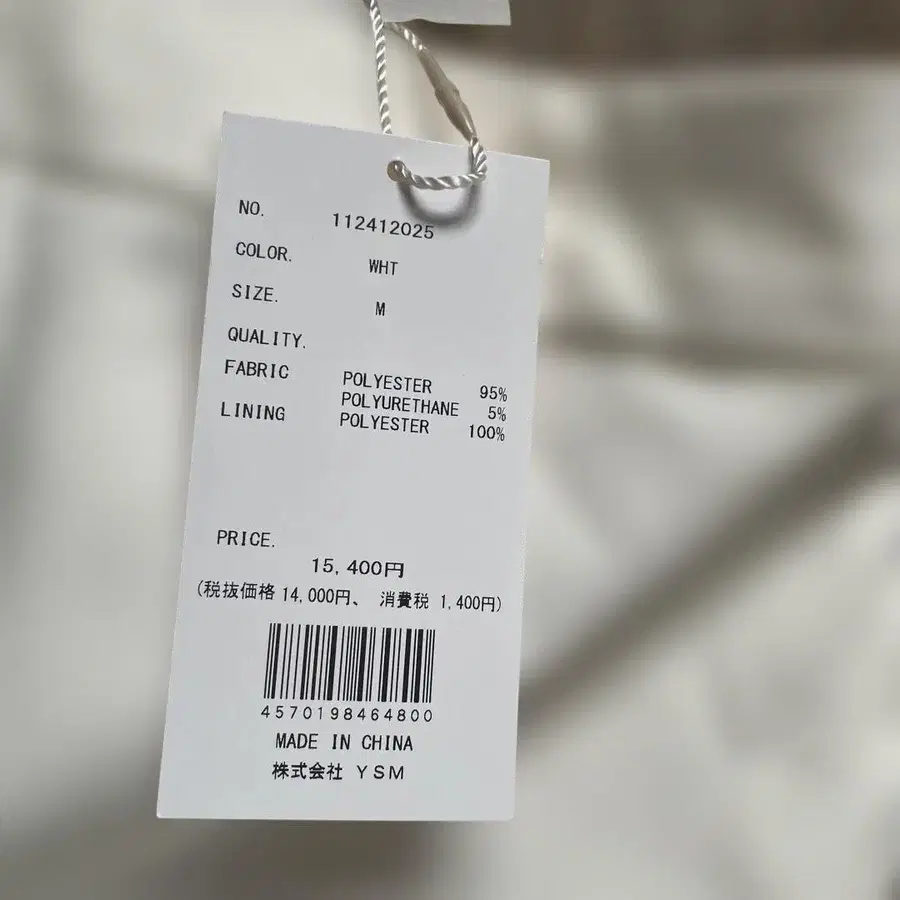 NO. 112412025
COLOR. WHT
SIZE. M
QUALITY.
FABRIC POLYESTER 95%
POLYURETHANE 5%
LINING POLYESTER 100%
PRICE.
15,400円
(税抜価格 14,000円、 消費税 1,400円)
4570198464800
MADE IN CHINA
株式会社 YSM